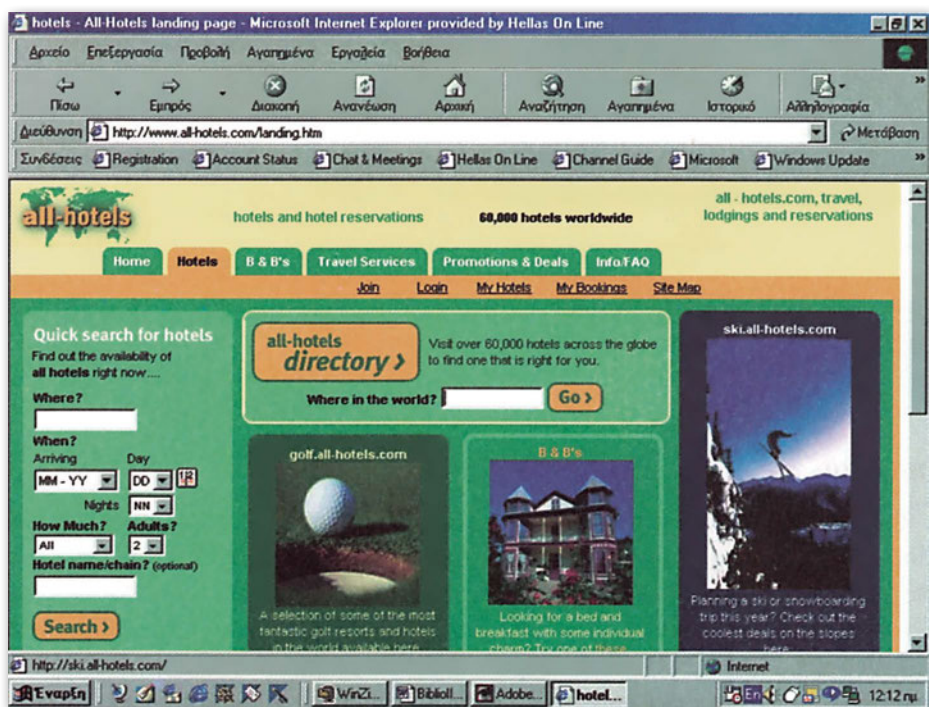 hotels - All-Hotels landing page - Microsoft Internet Explorer provided by Hellas On Line
Αρχείο Επεξεργασία Προβολή Αγαπημένα Εργαλεία Βοήθεια
Πίσω Εμπρός Διακοπή Ανανέωση Αρχική Αναζήτηση Αγαπημένα Ιστορικό Αλληλογραφία »
Διεύθυνση http://www.all-hotels.com/landing.htm Μετάβαση
Συνδέσεις Registration Account Status Chat & Meetings Hellas On Line Channel Guide Microsoft Windows Update »
all-hotels
hotels and hotel reservations
60,000 hotels worldwide
all - hotels.com, travel,
lodgings and reservations
Home Hotels B & B's Travel Services Promotions & Deals Info/FAQ
Join Login My Hotels My Bookings Site Map
Quick search for hotels
Find out the availability of
all hotels right now....
Where?
When?
Arriving Day
MM - YY DD
Nights NN
How Much? Adults?
All 2
Hotel name/chain? (optional)
Search >
all-hotels
directory >
Visit over 60,000 hotels across the globe
to find one that is right for you.
Where in the world? Go >
golf.all-hotels.com
A selection of some of the most
fantastic golf resorts and hotels
in the world available here
B & B's
Looking for a bed and
breakfast with some individual
charm? Try one of these
ski.all-hotels.com
Planning a ski or snowboarding
trip this year? Check out the
coolest deals on the slopes
here
http://ski.all-hotels.com/ Internet
Έναρξη WinZi... Biblioll... Adobe... hotel... En 12:12 πμ